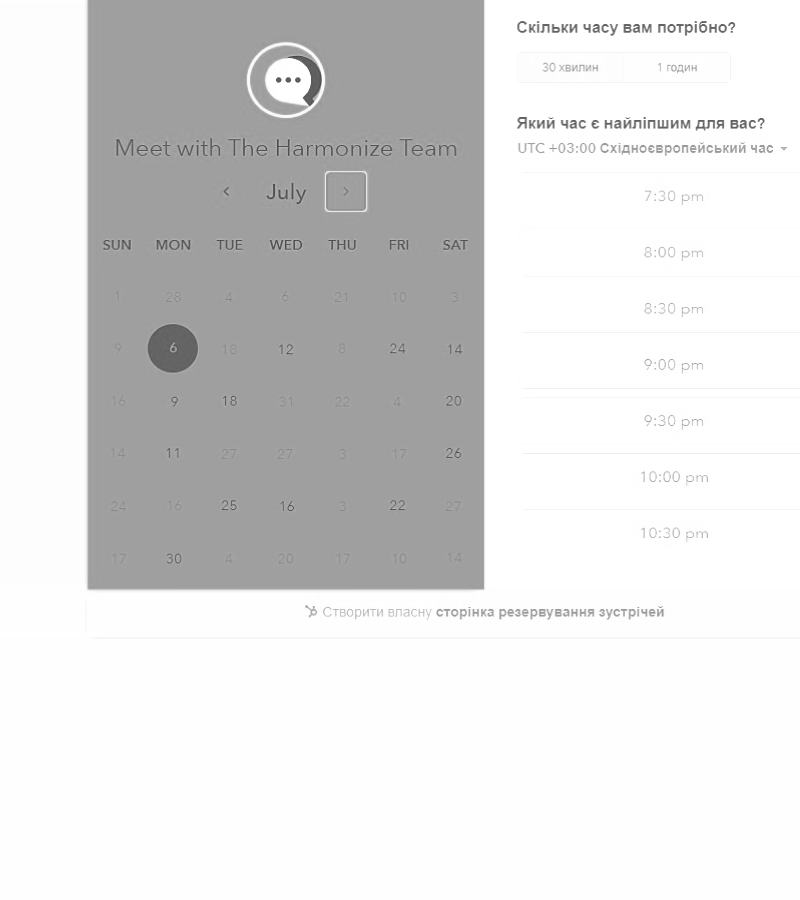 Meet with The Harmonize Team
July
SUN MON TUE WED THU FRI SAT
1 28 4 6 21 10 3
9 6 18 12 8 24 14
16 9 18 31 22 4 20
14 11 27 27 3 17 26
24 16 25 16 3 22 27
17 30 4 20 17 10 14
Скільки часу вам потрібно?
30 хвилин 1 годин
Який час є найліпшим для вас?
UTC +03:00 Східноєвропейський час
7:30 pm
8:00 pm
8:30 pm
9:00 pm
9:30 pm
10:00 pm
10:30 pm
Створити власну сторінка резервування зустрічей